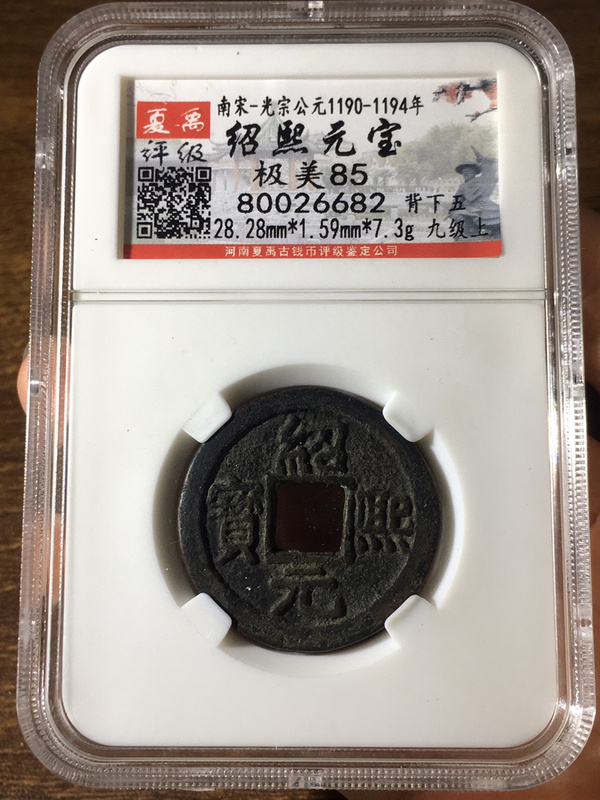 夏禹
评级
南宋-光宗公元1190-1194年
绍熙元宝
极美85
80026682 背下五
28.28mm*1.59mm*7.3g 九级上
河南夏禹古钱币评级鉴定公司
紹
熙
元
寶